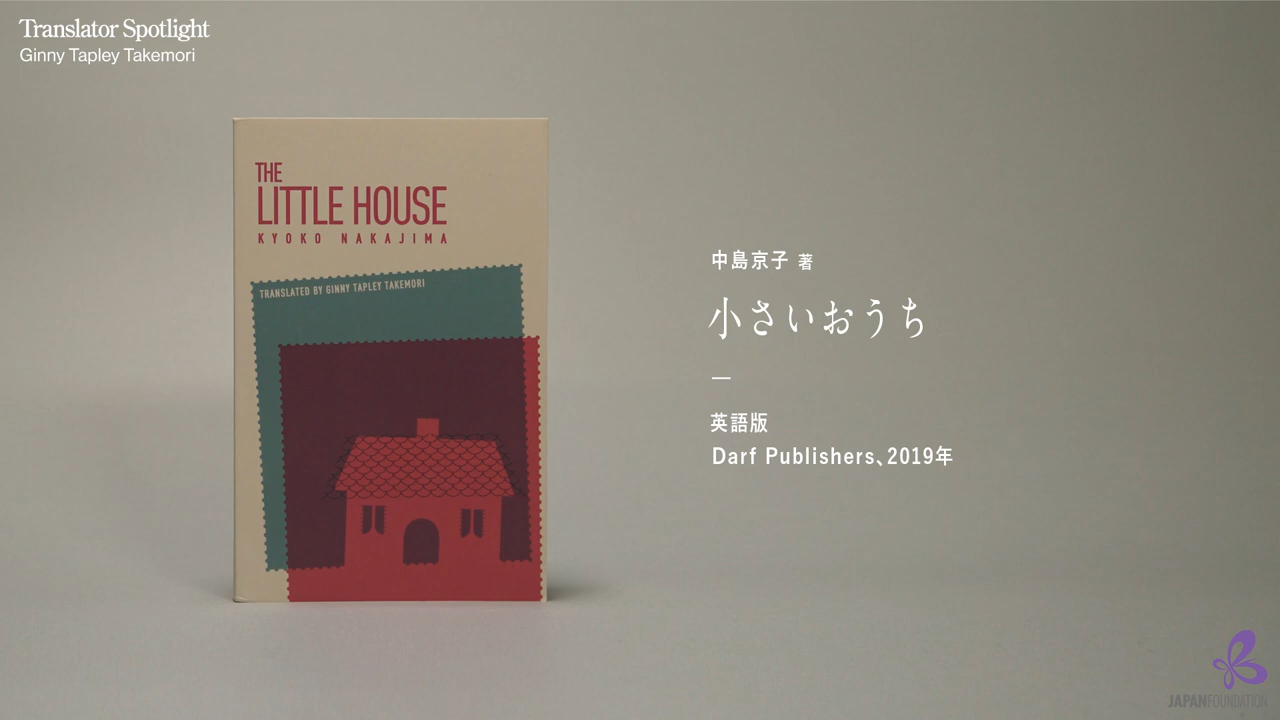 Translator Spotlight
Ginny Tapley Takemori
THE
LITTLE HOUSE
KYOKO NAKAJIMA
TRANSLATED BY GINNY TAPLEY TAKEMORI
中島京子 著
小さいおうち
—
英語版
Darf Publishers、2019年
JAPANFOUNDATION